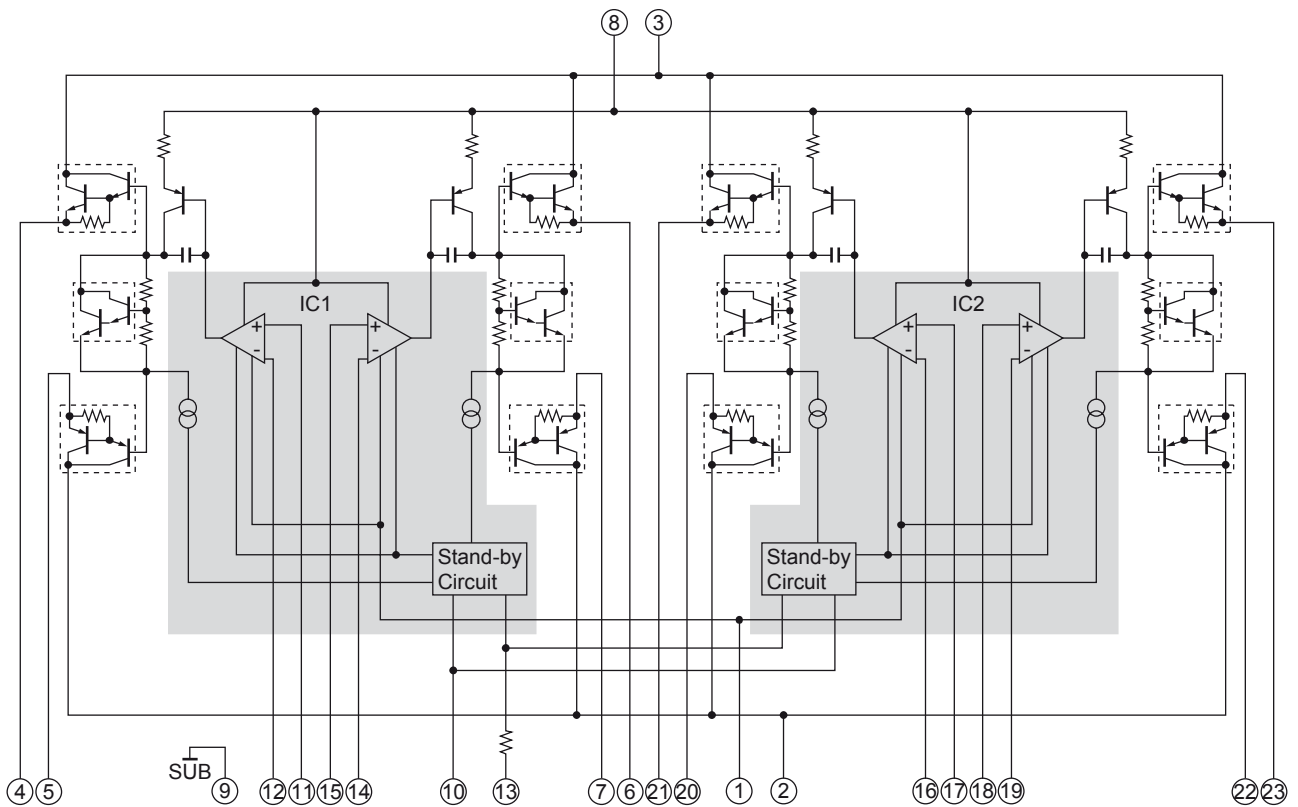 8 3
IC1 IC2
+ + + +
- - - -
Stand-by
Circuit
Stand-by
Circuit
SUB
4 5 9 12 11 15 14 10 13 7 6 21 20 1 2 16 17 18 19 22 23